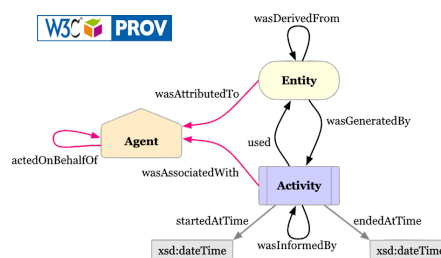 W3C PROV
wasDerivedFrom
Entity
wasAttributedTo
wasGeneratedBy
used
Agent
actedOnBehalfOf
wasAssociatedWith
Activity
startedAtTime
endedAtTime
wasInformedBy
xsd:dateTime
xsd:dateTime